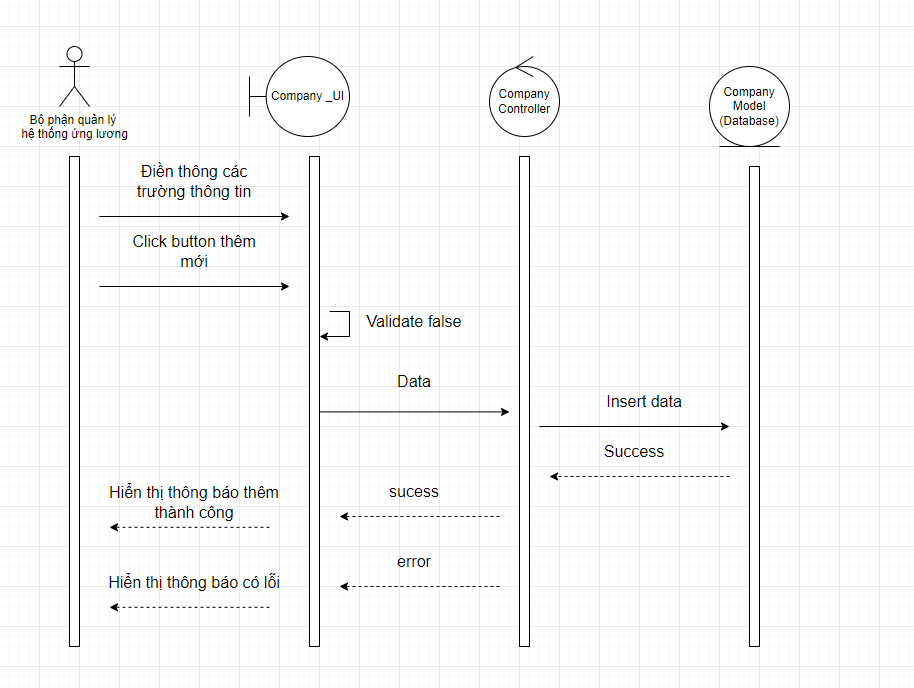 Bộ phận quản lý
hệ thống ứng lương
Company _UI
Company
Controller
Company
Model
(Database)
Điền thông các
trường thông tin
Click button thêm
mới
Validate false
Data
Insert data
Success
sucess
Hiển thị thông báo thêm
thành công
error
Hiển thị thông báo có lỗi